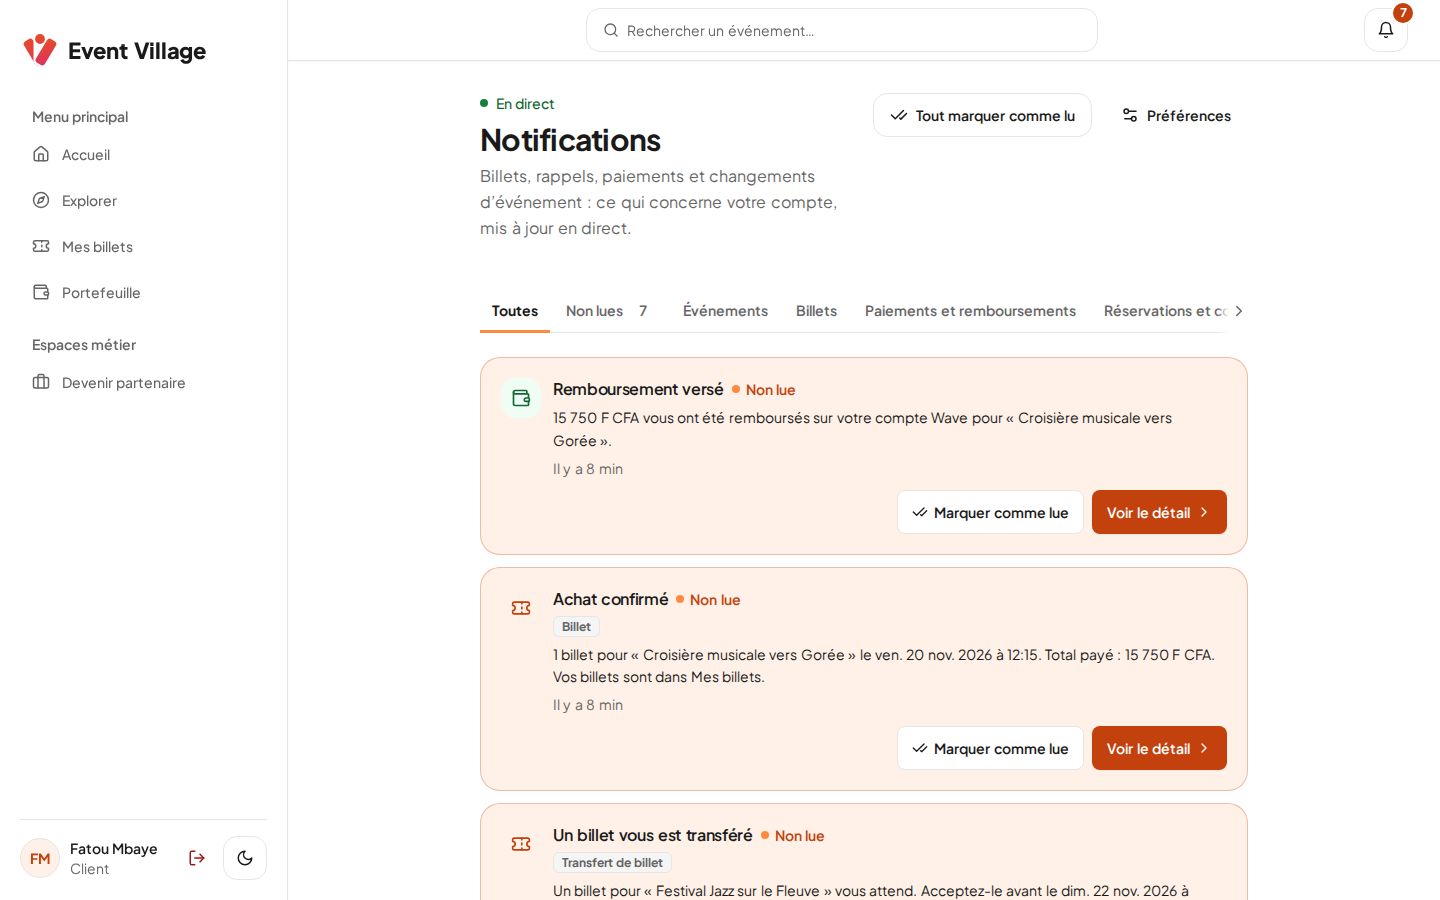 Event Village
Menu principal
Accueil
Explorer
Mes billets
Portefeuille
Espaces métier
Devenir partenaire
FM
Fatou Mbaye
Client
Rechercher un événement…
7
En direct
Notifications
Billets, rappels, paiements et changements
d’événement : ce qui concerne votre compte,
mis à jour en direct.
Tout marquer comme lu
Préférences
Toutes
Non lues 7
Événements
Billets
Paiements et remboursements
Réservations et
Remboursement versé
Non lue
15 750 F CFA vous ont été remboursés sur votre compte Wave pour « Croisière musicale vers
Gorée ».
Il y a 8 min
Marquer comme lue
Voir le détail
Achat confirmé
Non lue
Billet
1 billet pour « Croisière musicale vers Gorée » le ven. 20 nov. 2026 à 12:15. Total payé : 15 750 F CFA.
Vos billets sont dans Mes billets.
Il y a 8 min
Marquer comme lue
Voir le détail
Un billet vous est transféré
Non lue
Transfert de billet
Un billet pour « Festival Jazz sur le Fleuve » vous attend. Acceptez-le avant le dim. 22 nov. 2026 à